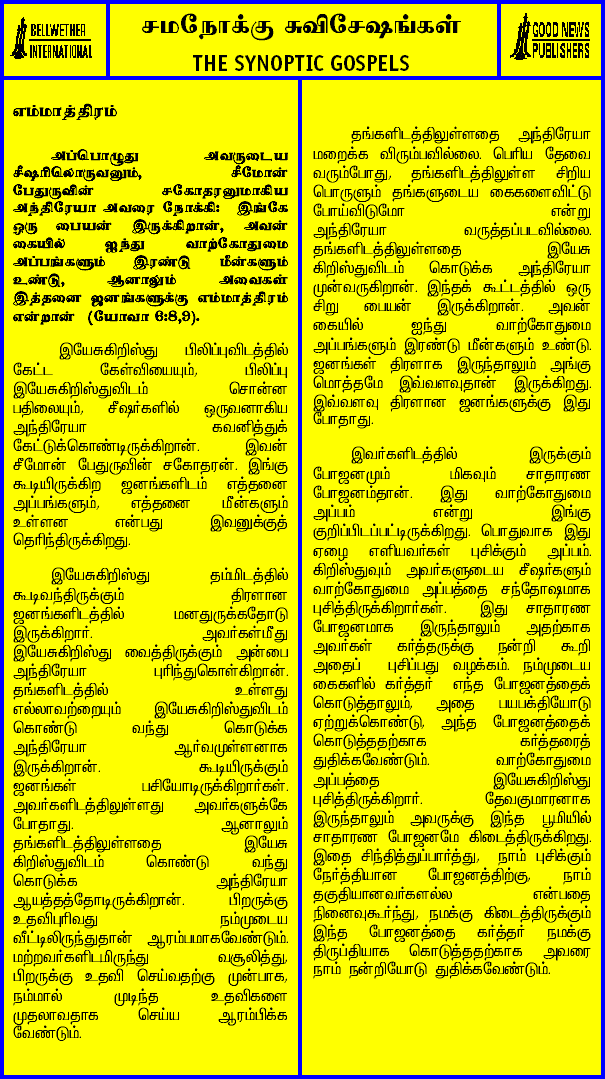 BELLWETHER
INTERNATIONAL
சமநோக்கு சுவிசேஷங்கள்
THE SYNOPTIC GOSPELS
GOOD NEWS
PUBLISHERS
எம்மாத்திரம்
அப்பொழுது அவருடைய
சீஷரிலொருவனும், சீமோன்
பேதுருவின் சகோதரனுமாகிய
அந்திரேயா அவரை நோக்கி: இங்கே
ஒரு பையன் இருக்கிறான், அவன்
கையில் ஐந்து வாற்கோதுமை
அப்பங்களும் இரண்டு மீன்களும்
உண்டு, ஆனாலும் அவைகள்
இத்தனை ஜனங்களுக்கு எம்மாத்திரம்
என்றான் (யோவா 6:8,9).
இயேசுகிறிஸ்து பிலிப்புவிடத்தில்
கேட்ட கேள்வியையும், பிலிப்பு
இயேசுகிறிஸ்துவிடம் சொன்ன
பதிலையும், சீஷர்களில் ஒருவனாகிய
அந்திரேயா கவனித்துக்
கேட்டுக்கொண்டிருக்கிறான். இவன்
சீமோன் பேதுருவின் சகோதரன். இங்கு
கூடியிருக்கிற ஜனங்களிடம் எத்தனை
அப்பங்களும், எத்தனை மீன்களும்
உள்ளன என்பது இவனுக்குத்
தெரிந்திருக்கிறது.
இயேசுகிறிஸ்து தம்மிடத்தில்
கூடிவந்திருக்கும் திரளான
ஜனங்களிடத்தில் மனதுருக்கதோடு
இருக்கிறார். அவர்கள்மீது
இயேசுகிறிஸ்து வைத்திருக்கும் அன்பை
அந்திரேயா புரிந்துகொள்கிறான்.
தங்களிடத்தில் உள்ளது
எல்லாவற்றையும் இயேசுகிறிஸ்துவிடம்
கொண்டு வந்து கொடுக்க
அந்திரேயா ஆர்வமுள்ளனாக
இருக்கிறான். கூடியிருக்கும்
ஜனங்கள் பசியோடிருக்கிறார்கள்.
அவர்களிடத்திலுள்ளது அவர்களுக்கே
போதாது. ஆனாலும்
தங்களிடத்திலுள்ளதை இயேசு
கிறிஸ்துவிடம் கொண்டு வந்து
கொடுக்க அந்திரேயா
ஆயத்தத்தோடிருக்கிறான். பிறருக்கு
உதவிபுரிவது நம்முடைய
வீட்டிலிருந்துதான் ஆரம்பமாகவேண்டும்.
மற்றவர்களிடமிருந்து வசூலித்து,
பிறருக்கு உதவி செய்வதற்கு முன்பாக,
நம்மால் முடிந்த உதவிகளை
முதலாவதாக செய்ய ஆரம்பிக்க
வேண்டும்.
தங்களிடத்திலுள்ளதை அந்திரேயா
மறைக்க விரும்பவில்லை. பெரிய தேவை
வரும்போது, தங்களிடத்திலுள்ள சிறிய
பொருளும் தங்களுடைய கைகளைவிட்டு
போய்விடுமோ என்று
அந்திரேயா வருத்தப்படவில்லை.
தங்களிடத்திலுள்ளதை இயேசு
கிறிஸ்துவிடம் கொடுக்க அந்திரேயா
முன்வருகிறான். இந்தக் கூட்டத்தில் ஒரு
சிறு பையன் இருக்கிறான். அவன்
கையில் ஐந்து வாற்கோதுமை
அப்பங்களும் இரண்டு மீன்களும் உண்டு.
ஜனங்கள் திரளாக இருந்தாலும் அங்கு
மொத்தமே இவ்வளவுதான் இருக்கிறது.
இவ்வளவு திரளான ஜனங்களுக்கு இது
போதாது.
இவர்களிடத்தில் இருக்கும்
போஜனமும் மிகவும் சாதாரண
போஜனம்தான். இது வாற்கோதுமை
அப்பம் என்று இங்கு
குறிப்பிடப்பட்டிருக்கிறது. பொதுவாக இது
ஏழை எளியவர்கள் புசிக்கும் அப்பம்.
கிறிஸ்துவும் அவர்களுடைய சீஷர்களும்
வாற்கோதுமை அப்பத்தை சந்தோஷமாக
புசித்திருக்கிறார்கள். இது சாதாரண
போஜனமாக இருந்தாலும் அதற்காக
அவர்கள் கர்த்தருக்கு நன்றி கூறி
அதைப் புசிப்பது வழக்கம். நம்முடைய
கைகளில் கர்த்தர் எந்த போஜனத்தைக்
கொடுத்தாலும், அதை பயபக்தியோடு
ஏற்றுக்கொண்டு, அந்த போஜனத்தைக்
கொடுத்ததற்காக கர்த்தரைத்
துதிக்கவேண்டும். வாற்கோதுமை
அப்பத்தை இயேசுகிறிஸ்து
புசித்திருக்கிறார். தேவகுமாரனாக
இருந்தாலும் அவருக்கு இந்த பூமியில்
சாதாரண போஜனமே கிடைத்திருக்கிறது.
இதை சிந்தித்துப்பார்த்து, நாம் புசிக்கும்
நேர்த்தியான போஜனத்திற்கு, நாம்
தகுதியானவர்களல்ல என்பதை
நினைவுகூர்ந்து, நமக்கு கிடைத்திருக்கும்
இந்த போஜனத்தை கர்த்தர் நமக்கு
திருப்தியாக கொடுத்ததற்காக அவரை
நாம் நன்றியோடு துதிக்கவேண்டும்.